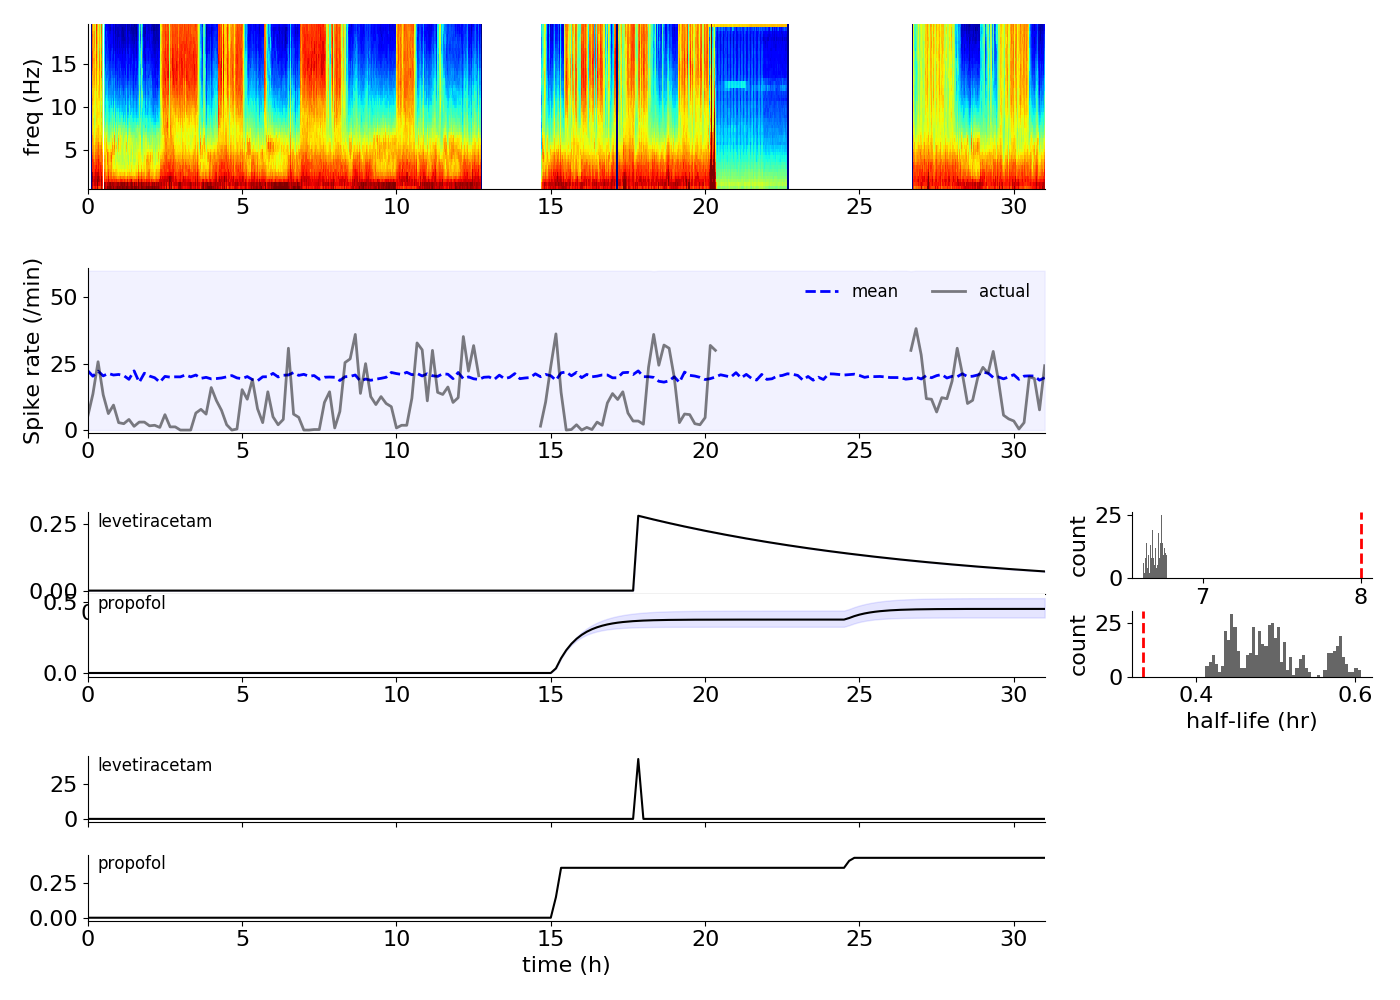 freq (Hz)
15
10
5
0 5 10 15 20 25 30
Spike rate (/min)
50
25
0
mean actual
0 5 10 15 20 25 30
levetiracetam
0.25
0.00
0
count
25
0
7 8
propofol
0.5
0.0
0 5 10 15 20 25 30
count
25
0
0.4 0.6
half-life (hr)
levetiracetam
25
0
propofol
0.25
0.00
0 5 10 15 20 25 30
time (h)